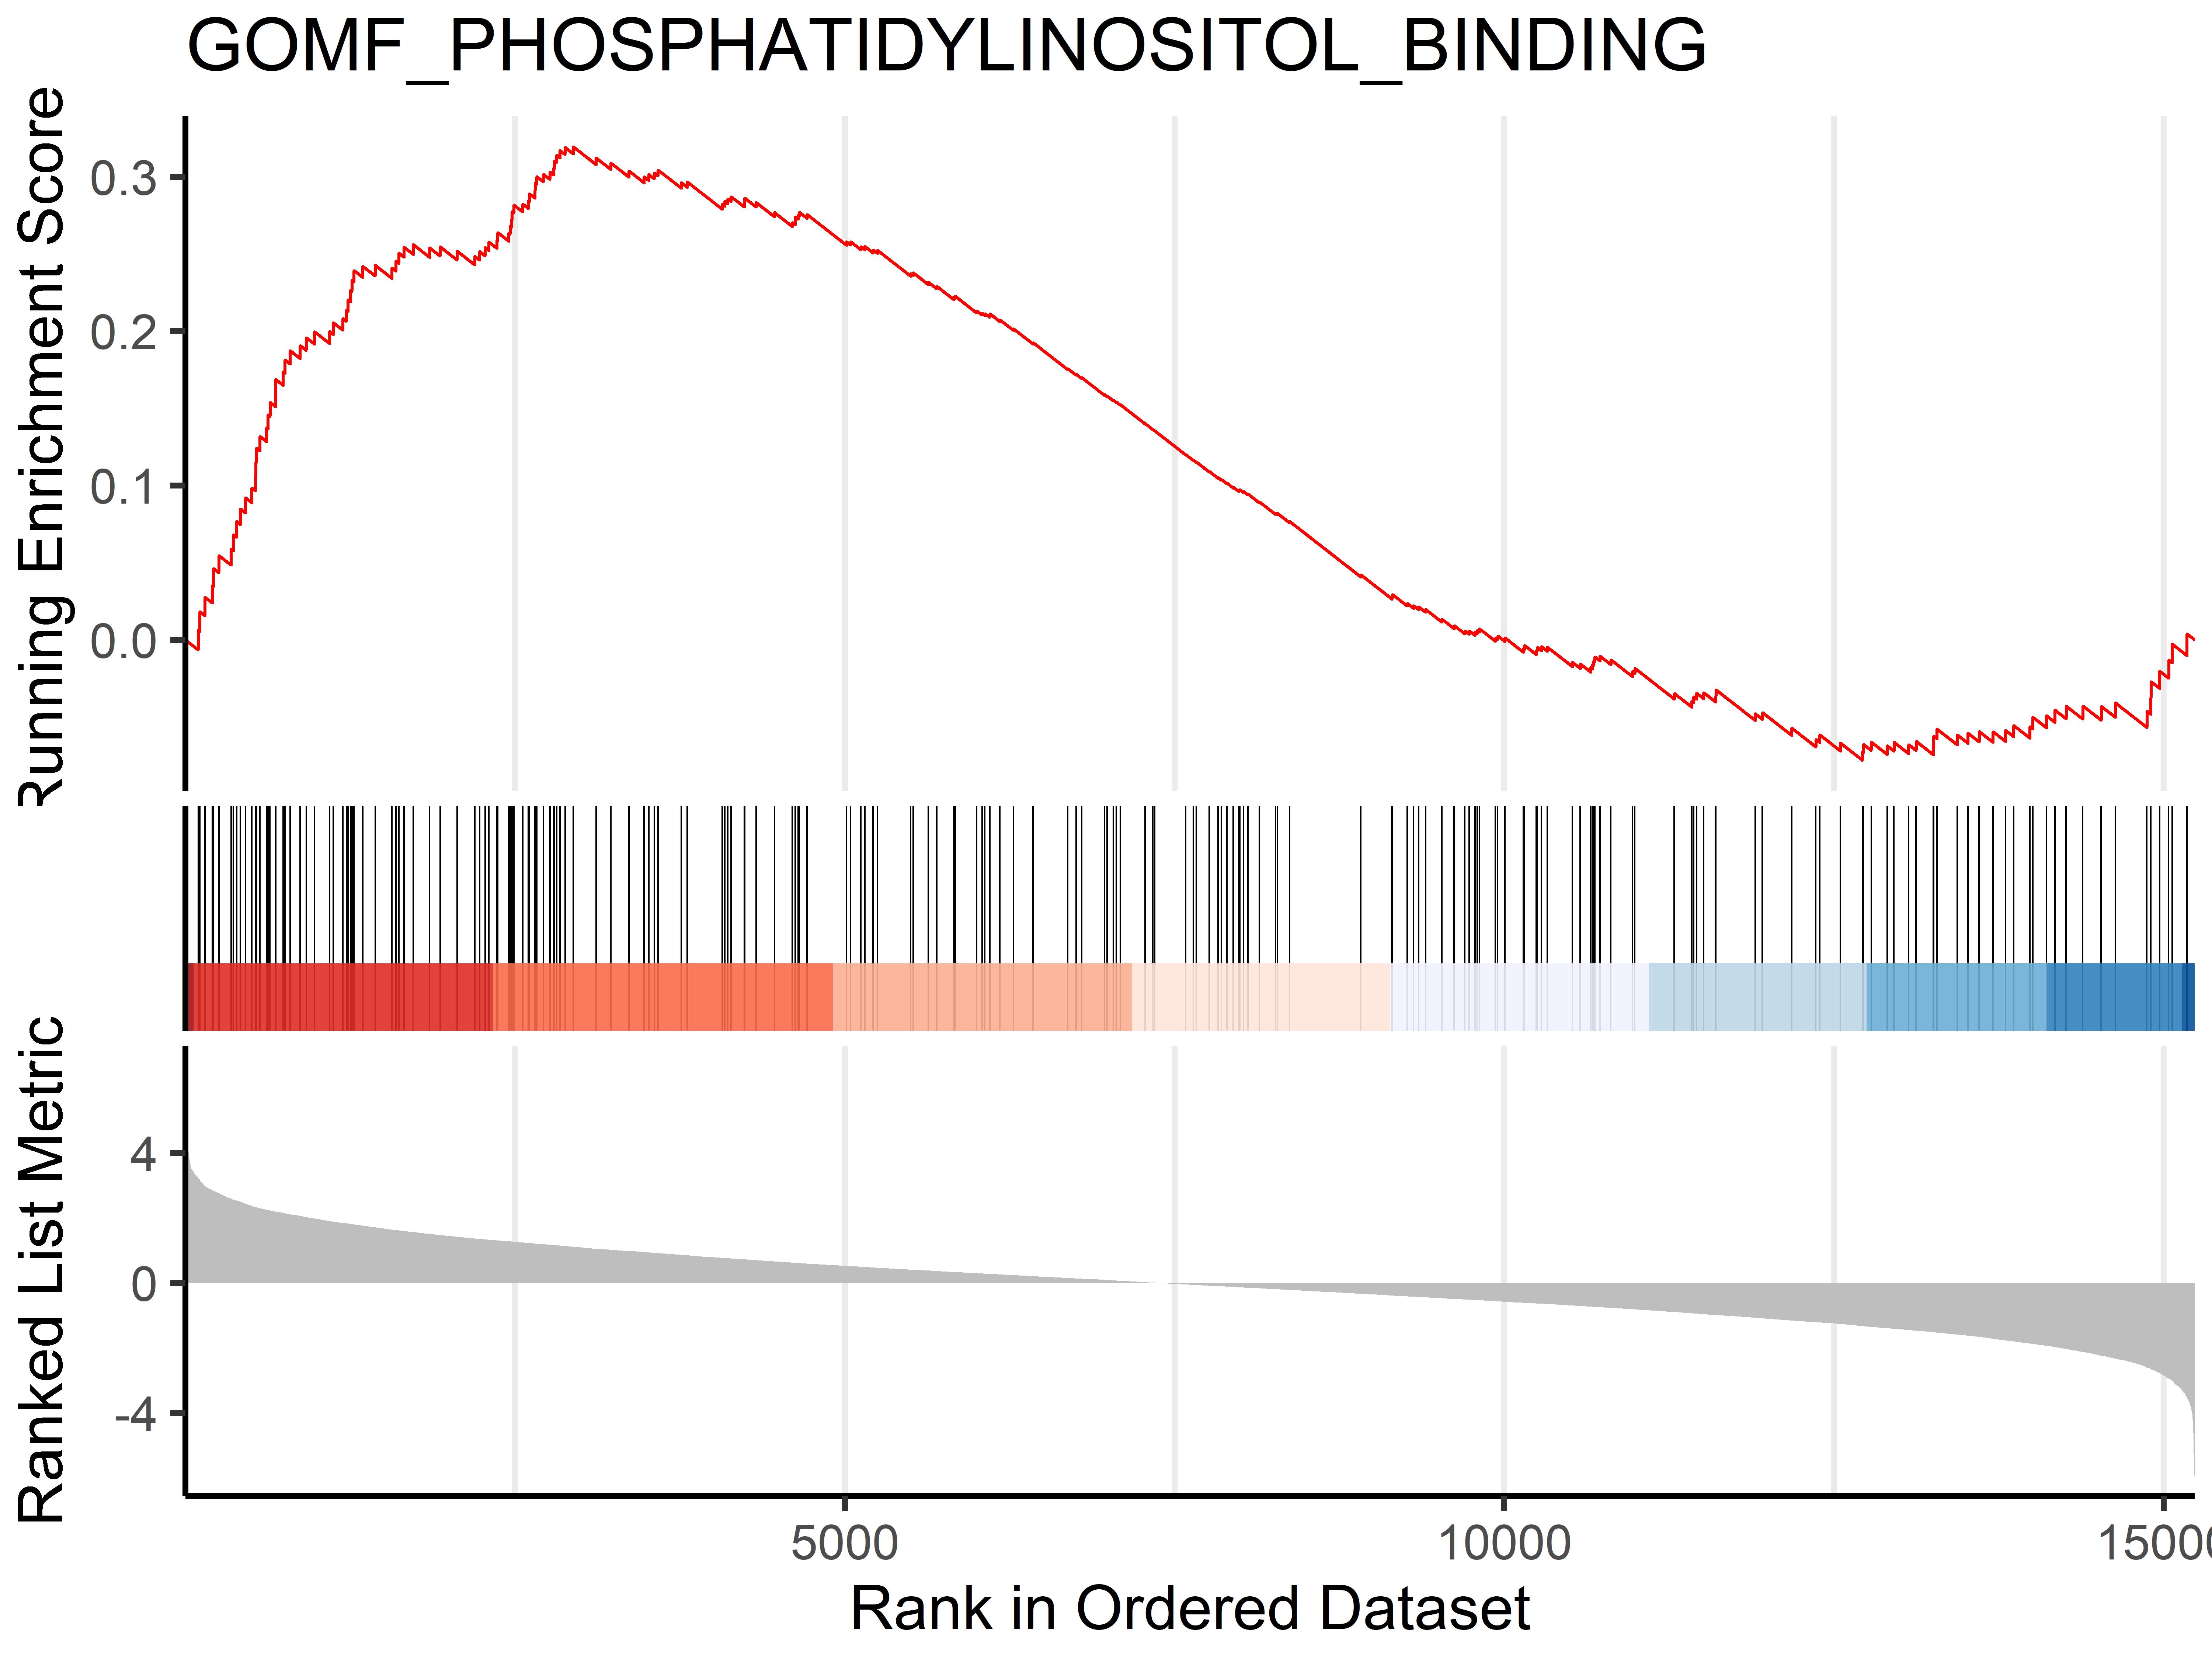 GOMF_PHOSPHATIDYLINOSITOL_BINDING
Running Enrichment Score
0.3
0.2
0.1
0.0
Ranked List Metric
4
0
-4
5000
10000
15000
Rank in Ordered Dataset